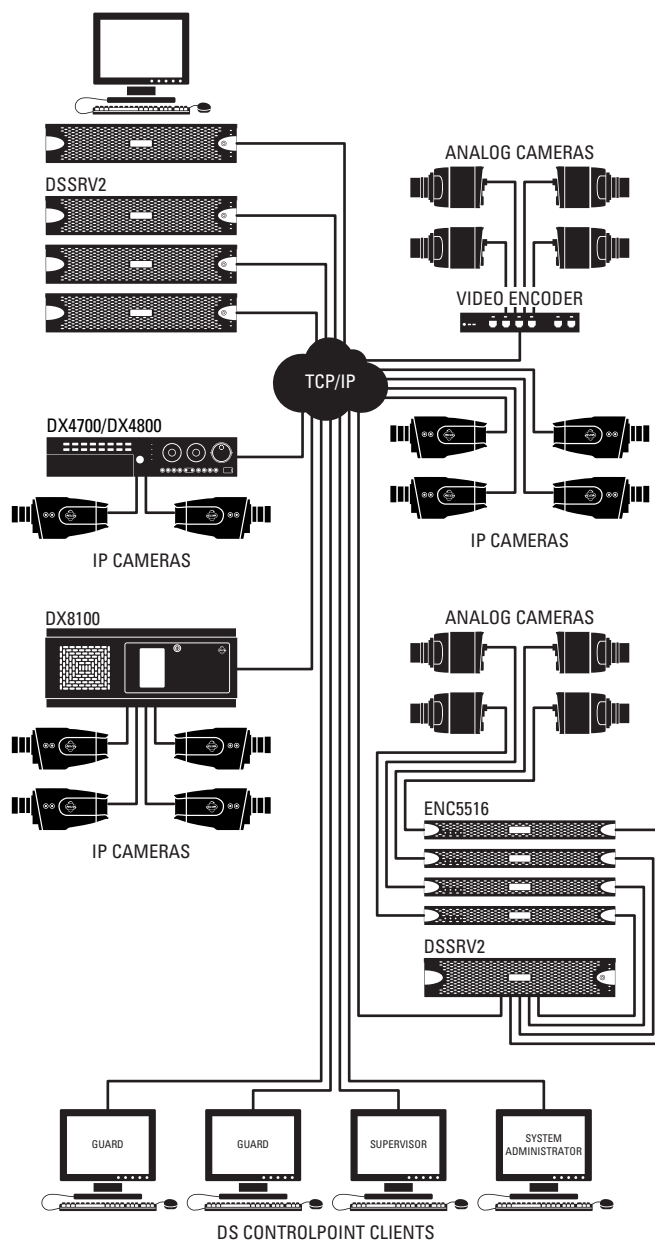 DSSRV2
ANALOG CAMERAS
VIDEO ENCODER
TCP/IP
DX4700/DX4800
IP CAMERAS
IP CAMERAS
DX8100
IP CAMERAS
ANALOG CAMERAS
ENC5516
DSSRV2
GUARD
GUARD
SUPERVISOR
SYSTEM
ADMINISTRATOR
DS CONTROLPOINT CLIENTS